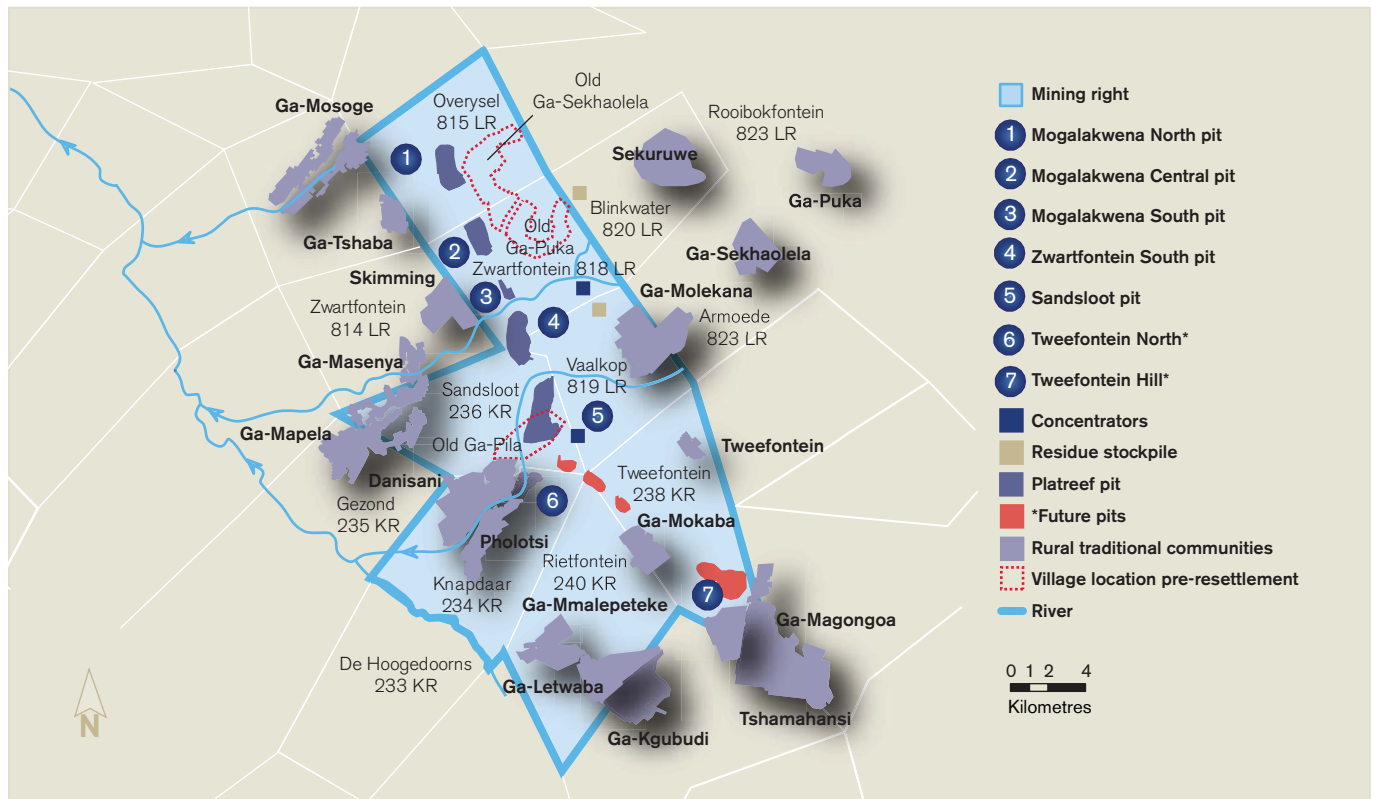 Ga-Mosoge
Overysel
815 LR
Old
Ga-Sekhaolela
Rooibokfontein
823 LR
1
Sekuruwe
Ga-Puka
Ga-Tshaba
Blinkwater
820 LR
Old
Ga-Puka
2
Ga-Sekhaolela
Skimming
Zwartfontein 818 LR
3
Ga-Molekana
Zwartfontein
814 LR
4
Armoede
823 LR
Ga-Masenya
Vaalkop
819 LR
Sandsloot
236 KR
5
Ga-Mapela
Old Ga-Pila
Tweefontein
Danisani
Tweefontein
238 KR
Gezond
235 KR
6
Ga-Mokaba
Pholotsi
Rietfontein
240 KR
Knapdaar
234 KR
7
Ga-Mmalepeteke
Ga-Magongoa
De Hoogedoorns
233 KR
Ga-Letwaba
Tshamahansi
Ga-Kgubudi
N
Mining right
1 Mogalakwena North pit
2 Mogalakwena Central pit
3 Mogalakwena South pit
4 Zwartfontein South pit
5 Sandsloot pit
6 Tweefontein North*
7 Tweefontein Hill*
Concentrators
Residue stockpile
Platreef pit
*Future pits
Rural traditional communities
Village location pre-resettlement
River
0 1 2 4
Kilometres